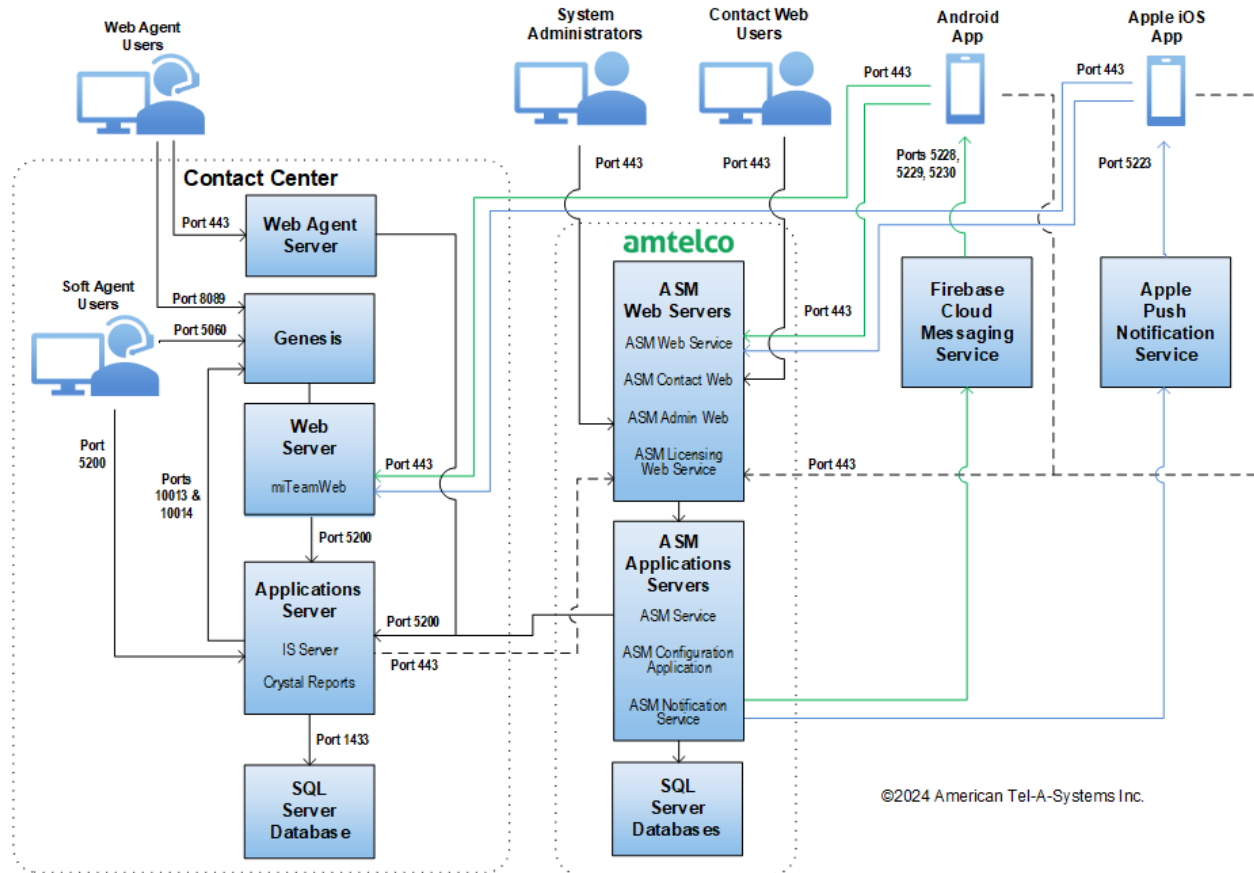 Web Agent
Users
System
Administrators
Contact Web
Users
Android
App
Apple iOS
App
Port 443
Port 443
Port 443
Port 443
Ports 5228,
5229, 5230
Port 5223
Contact Center
Port 443
Web Agent
Server
amtelco
Soft Agent
Users
Port 8089
Port 5060
Genesis
ASM
Web Servers
ASM Web Service
ASM Contact Web
ASM Admin Web
ASM Licensing
Web Service
Port 443
Firebase
Cloud
Messaging
Service
Apple
Push
Notification
Service
Port
5200
Ports
10013 &
10014
Web
Server
miTeamWeb
Port 443
Port 443
Port 5200
Applications
Server
IS Server
Crystal Reports
Port 5200
Port 443
ASM
Applications
Servers
ASM Service
ASM Configuration
Application
ASM Notification
Service
Port 1433
SQL
Server
Database
SQL
Server
Databases
©2024 American Tel-A-Systems Inc.